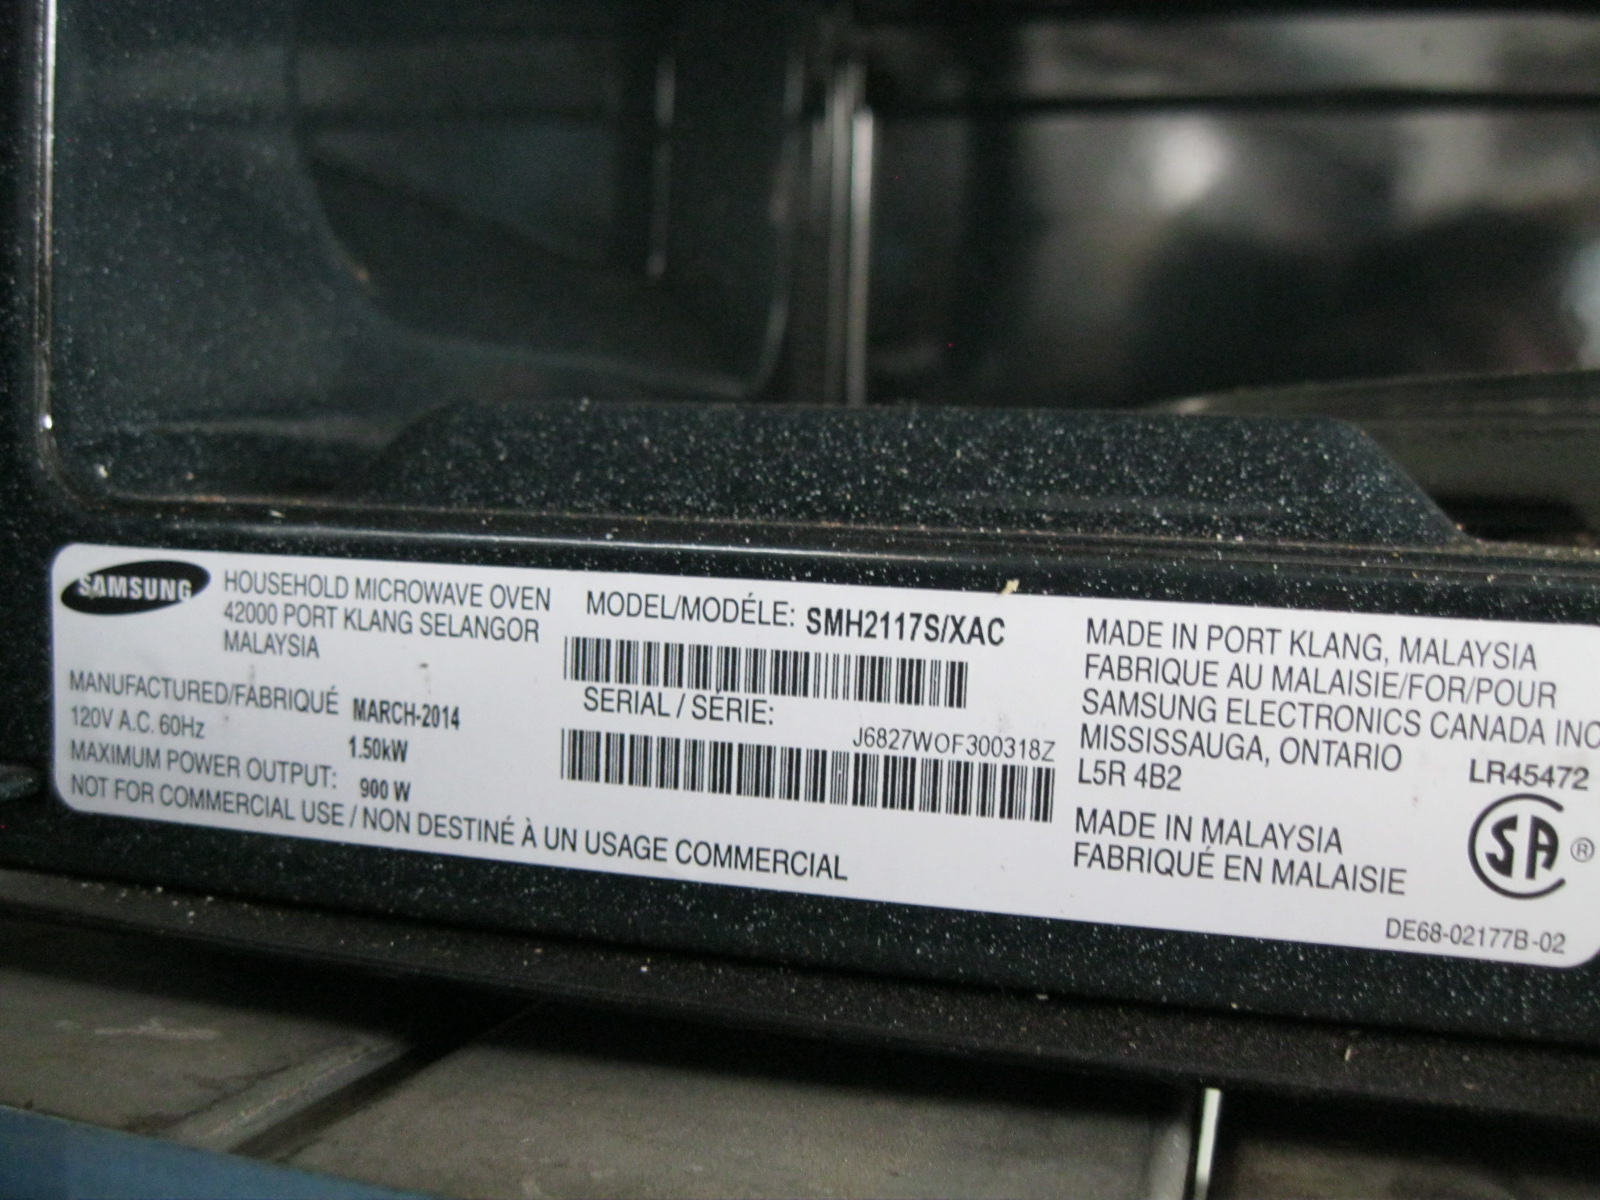 SAMSUNG
HOUSEHOLD MICROWAVE OVEN
42000 PORT KLANG SELANGOR
MALAYSIA
MANUFACTURED/FABRIQUÉ MARCH-2014
120V A.C. 60Hz 1.50kW
MAXIMUM POWER OUTPUT: 900 W
NOT FOR COMMERCIAL USE / NON DESTINÉ À UN USAGE COMMERCIAL
MODEL/MODÉLE: SMH2117S/XAC
SERIAL / SÉRIE:
J6827WOF300318Z
MADE IN PORT KLANG, MALAYSIA
FABRIQUE AU MALAISIE/FOR/POUR
SAMSUNG ELECTRONICS CANADA INC
MISSISSAUGA, ONTARIO
L5R 4B2
LR45472
MADE IN MALAYSIA
FABRIQUÉ EN MALAISIE
SA ®
DE68-02177B-02